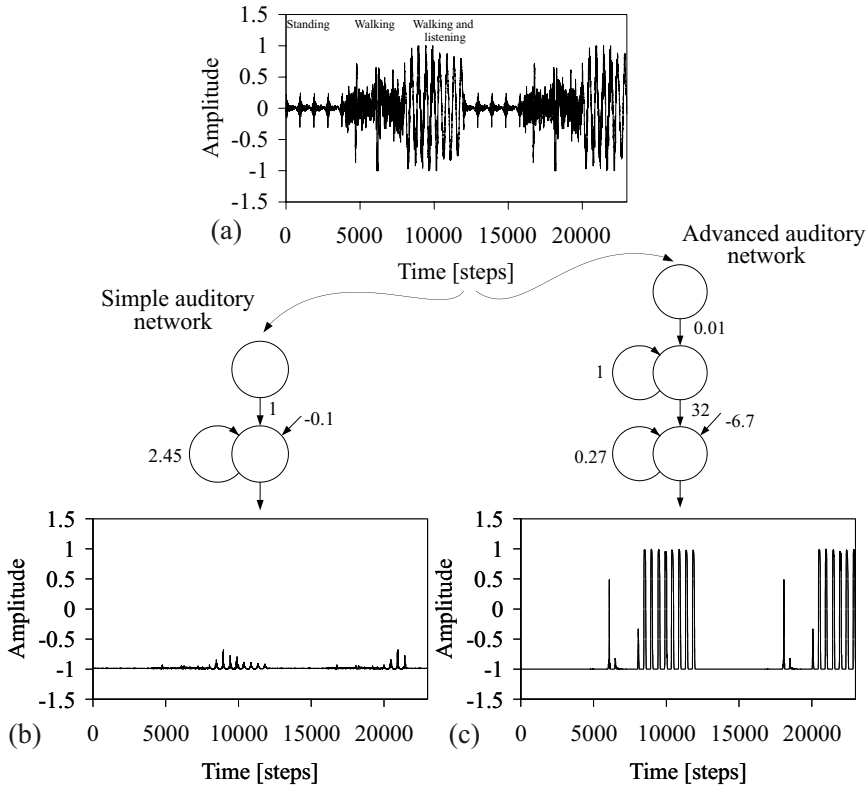 Standing
Walking
Walking and
listening
1.5
1
0.5
0
-0.5
-1
-1.5
Amplitude
(a)
0 5000 10000 15000 20000
Time [steps]
Advanced auditory
network
Simple auditory
network
0.01
1
1
32
-0.1
-6.7
2.45
0.27
1.5
1
0.5
0
-0.5
-1
-1.5
Amplitude
(b)
0 5000 10000 15000 20000
Time [steps]
1.5
1
0.5
0
-0.5
-1
-1.5
Amplitude
(c)
0 5000 10000 15000 20000
Time [steps]